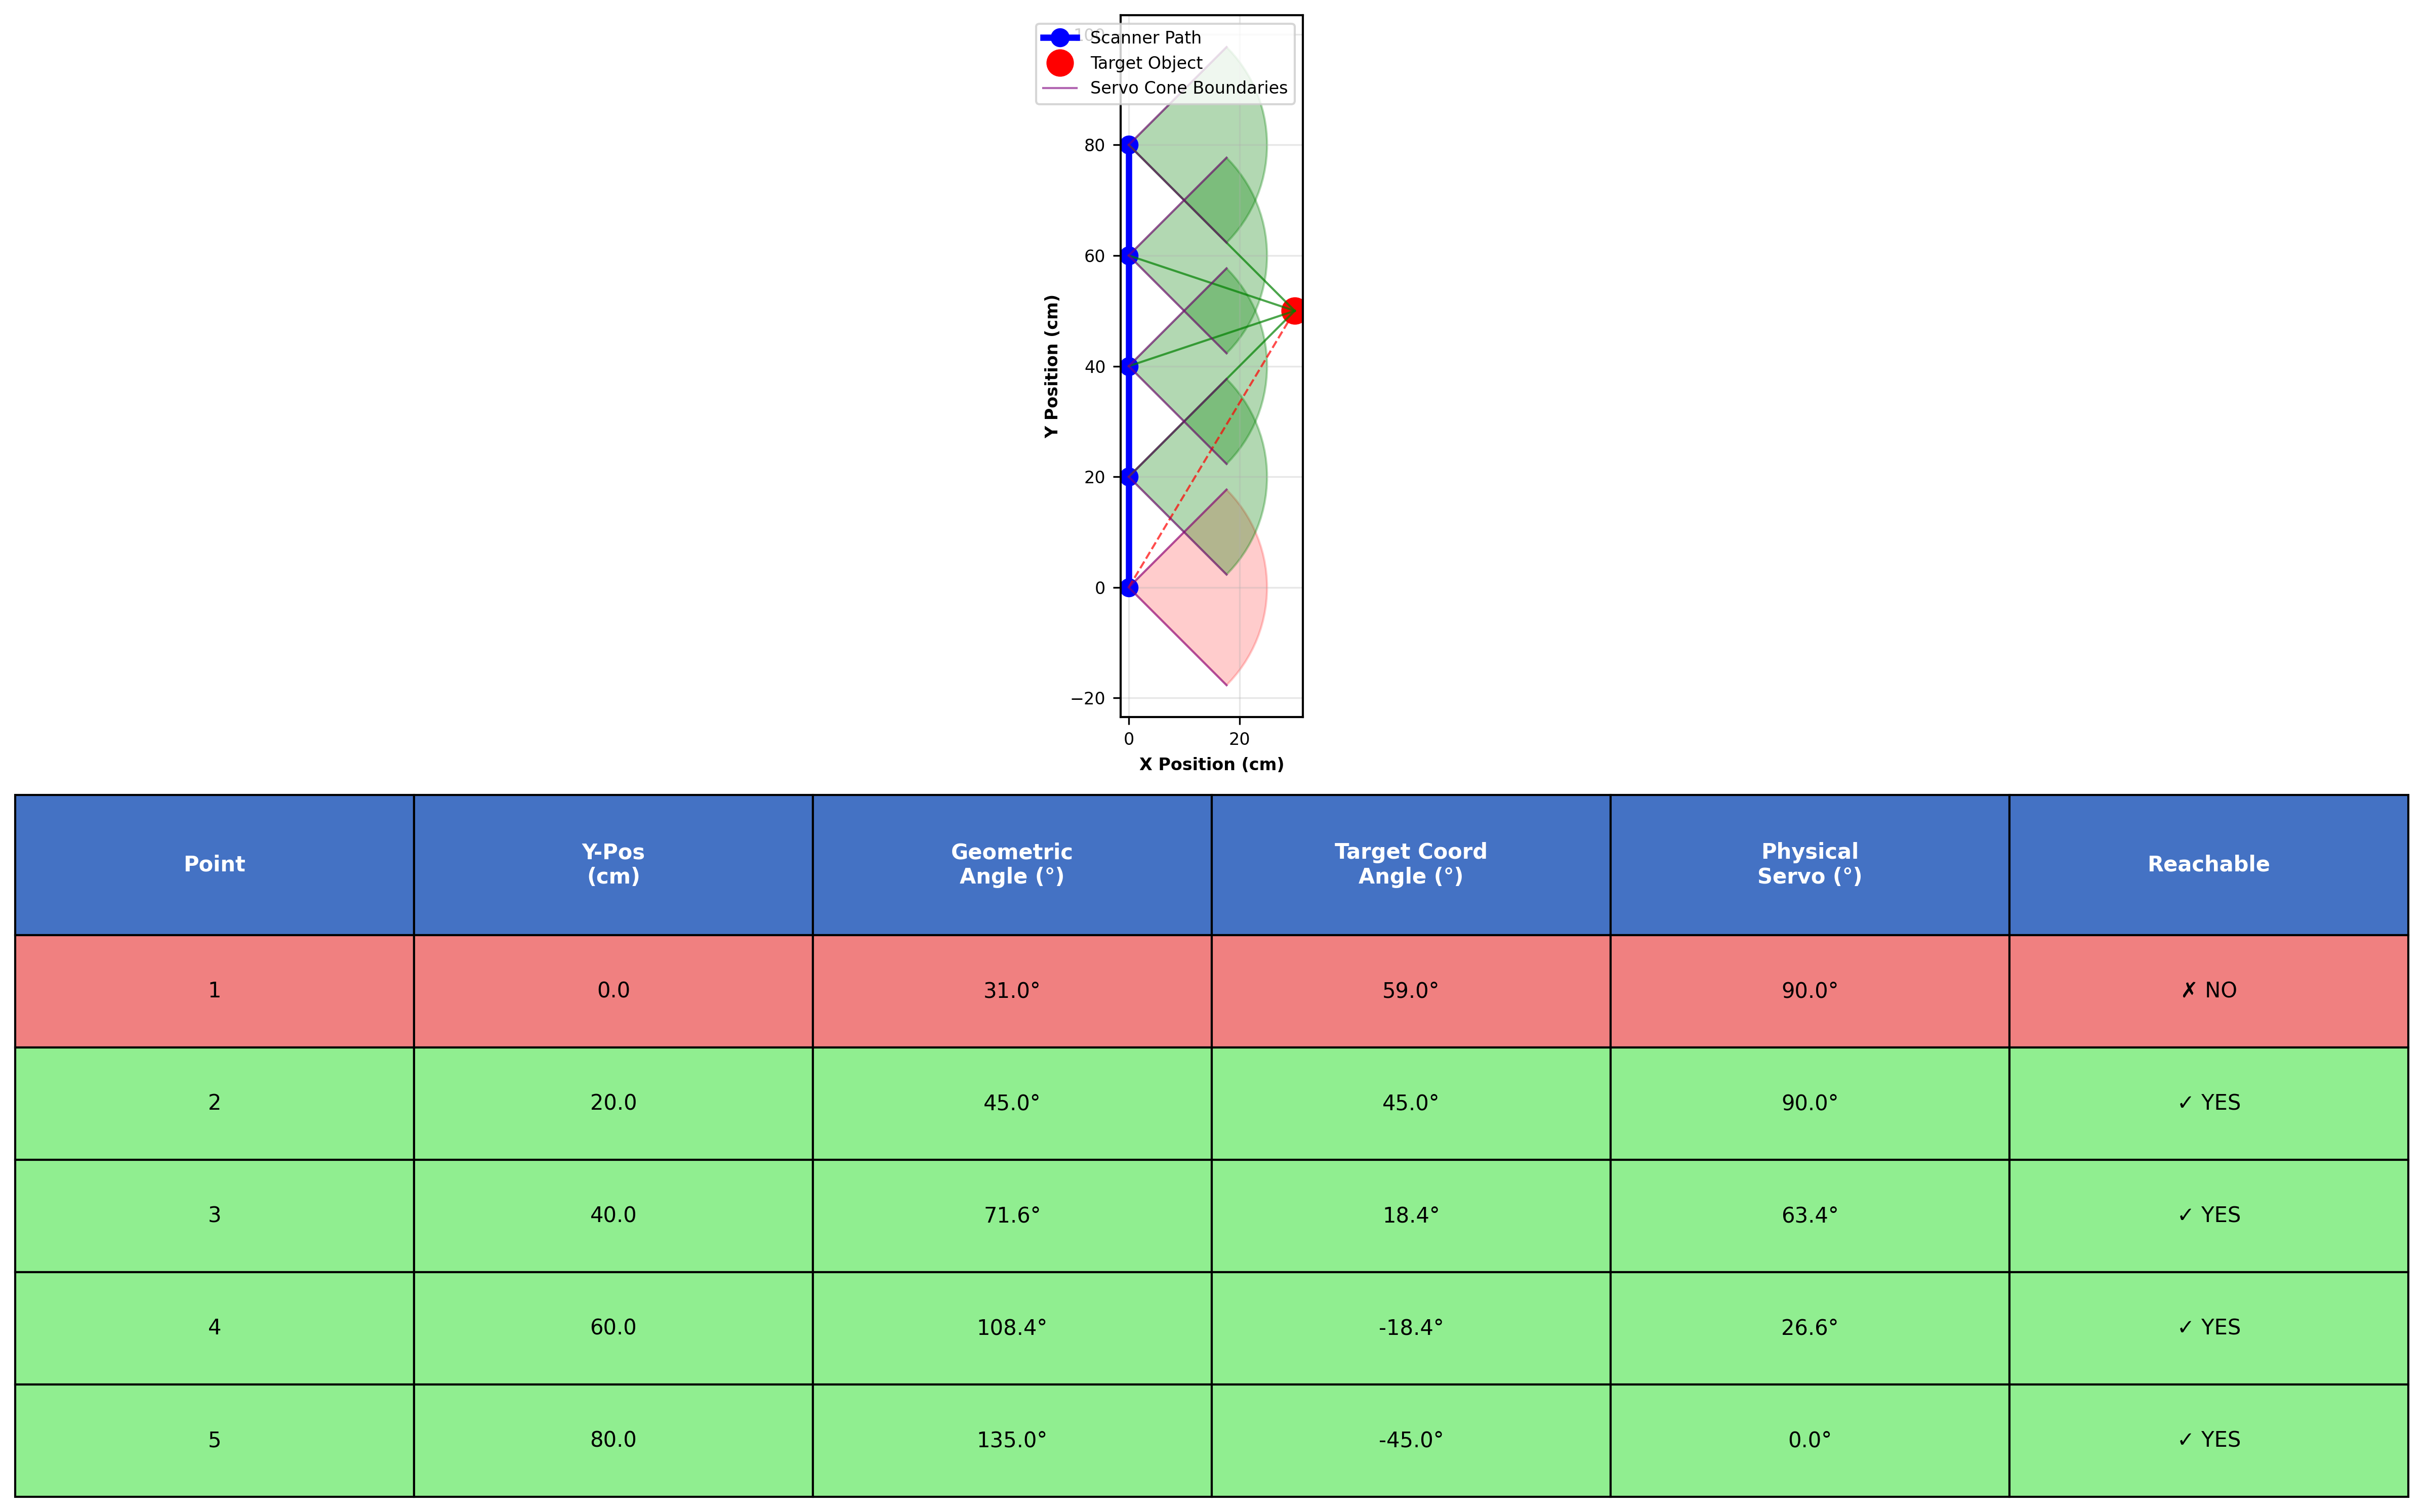 100
Scanner Path
Target Object
Servo Cone Boundaries
80
60
40
20
0
−20
Y Position (cm)
0 20
X Position (cm)
Point Y-Pos (cm) Geometric Angle (°) Target Coord Angle (°) Physical Servo (°) Reachable
1 0.0 31.0° 59.0° 90.0° ✗ NO
2 20.0 45.0° 45.0° 90.0° ✓ YES
3 40.0 71.6° 18.4° 63.4° ✓ YES
4 60.0 108.4° -18.4° 26.6° ✓ YES
5 80.0 135.0° -45.0° 0.0° ✓ YES